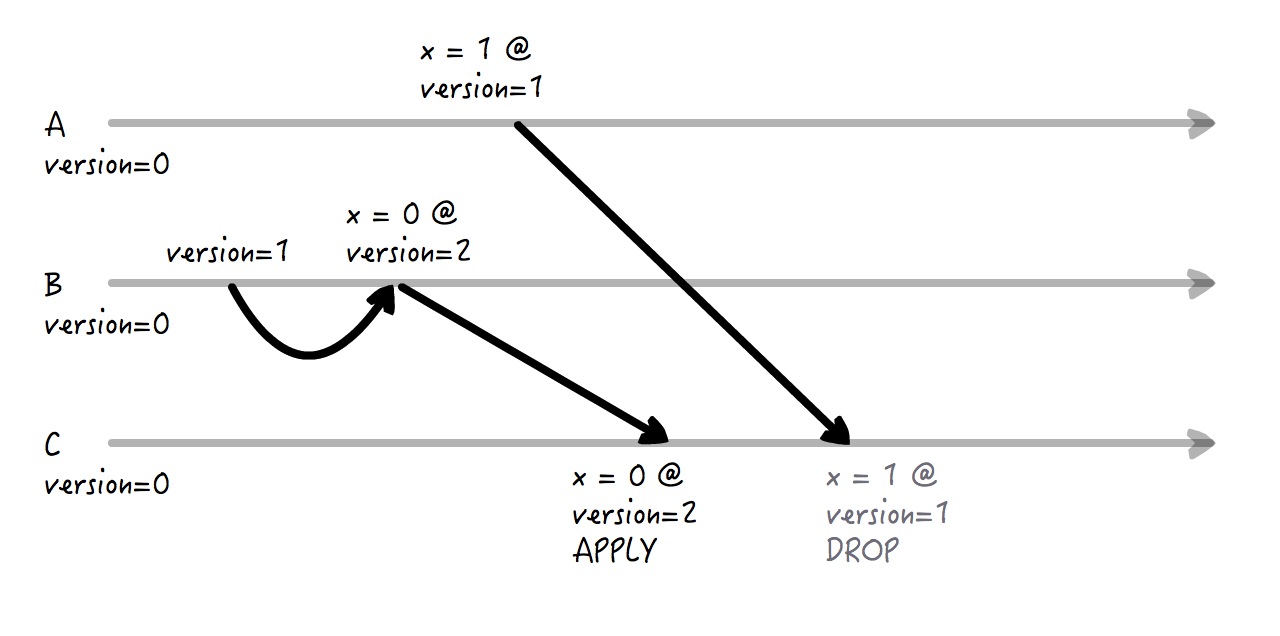 x = 1 @
version=1
A
version=0
x = 0 @
version=1
version=2
B
version=0
C
version=0
x = 0 @
version=2
APPLY
x = 1 @
version=1
DROP